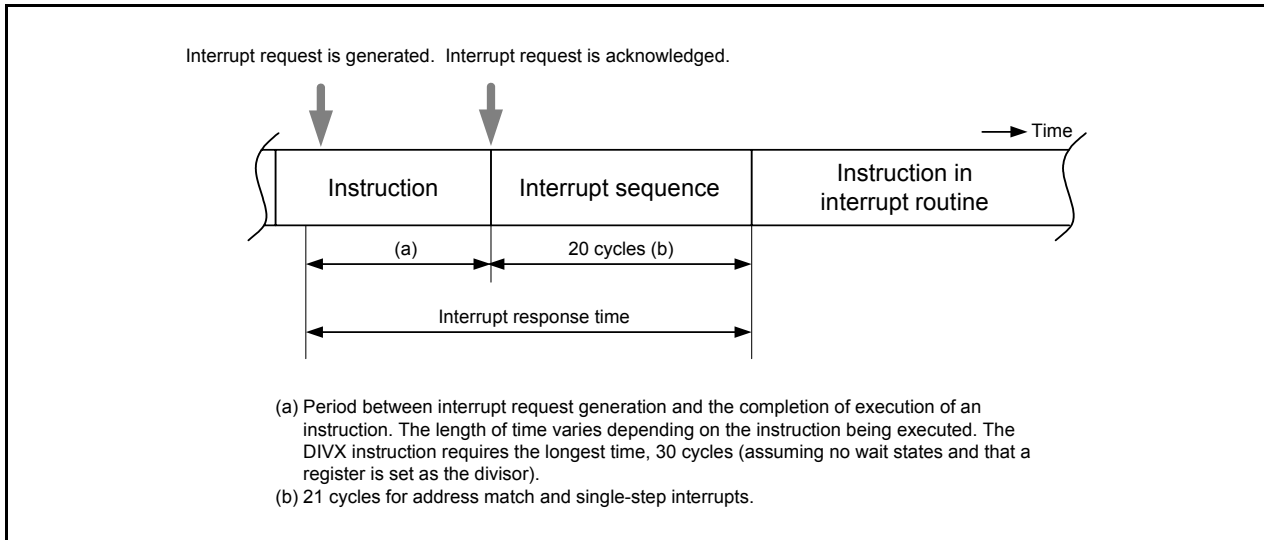 Interrupt request is generated. Interrupt request is acknowledged.
Time
Instruction
Interrupt sequence
Instruction in
interrupt routine
(a)
20 cycles (b)
Interrupt response time
(a) Period between interrupt request generation and the completion of execution of an
instruction. The length of time varies depending on the instruction being executed. The
DIVX instruction requires the longest time, 30 cycles (assuming no wait states and that a
register is set as the divisor).
(b) 21 cycles for address match and single-step interrupts.